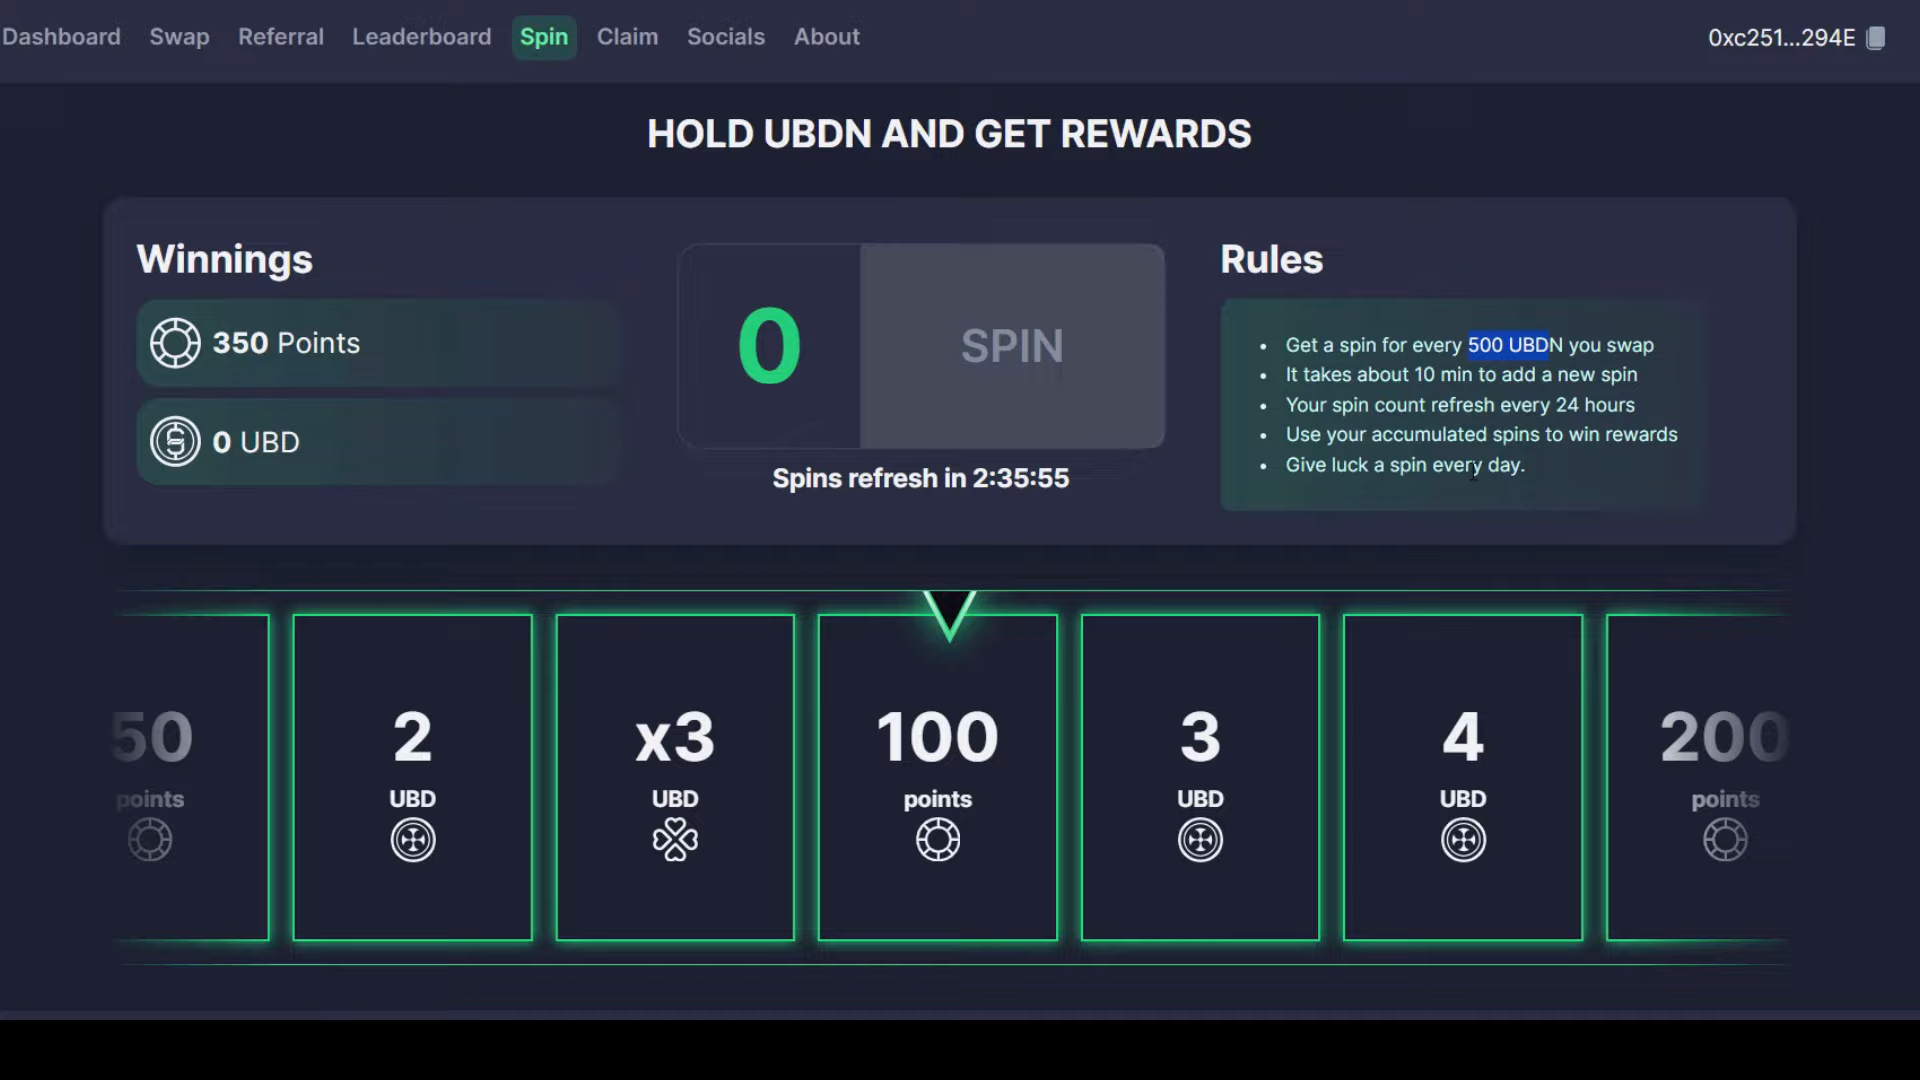 Dashboard Swap Referral Leaderboard Spin Claim Socials About 0xc251...294E
HOLD UBDN AND GET REWARDS
Winnings
350 Points
0 UBD
0 SPIN
Spins refresh in 2:35:55
Rules
• Get a spin for every 500 UBDN you swap
• It takes about 10 min to add a new spin
• Your spin count refresh every 24 hours
• Use your accumulated spins to win rewards
• Give luck a spin every day.
50 2 x3 100 3 4 200
points UBD UBD points UBD UBD points